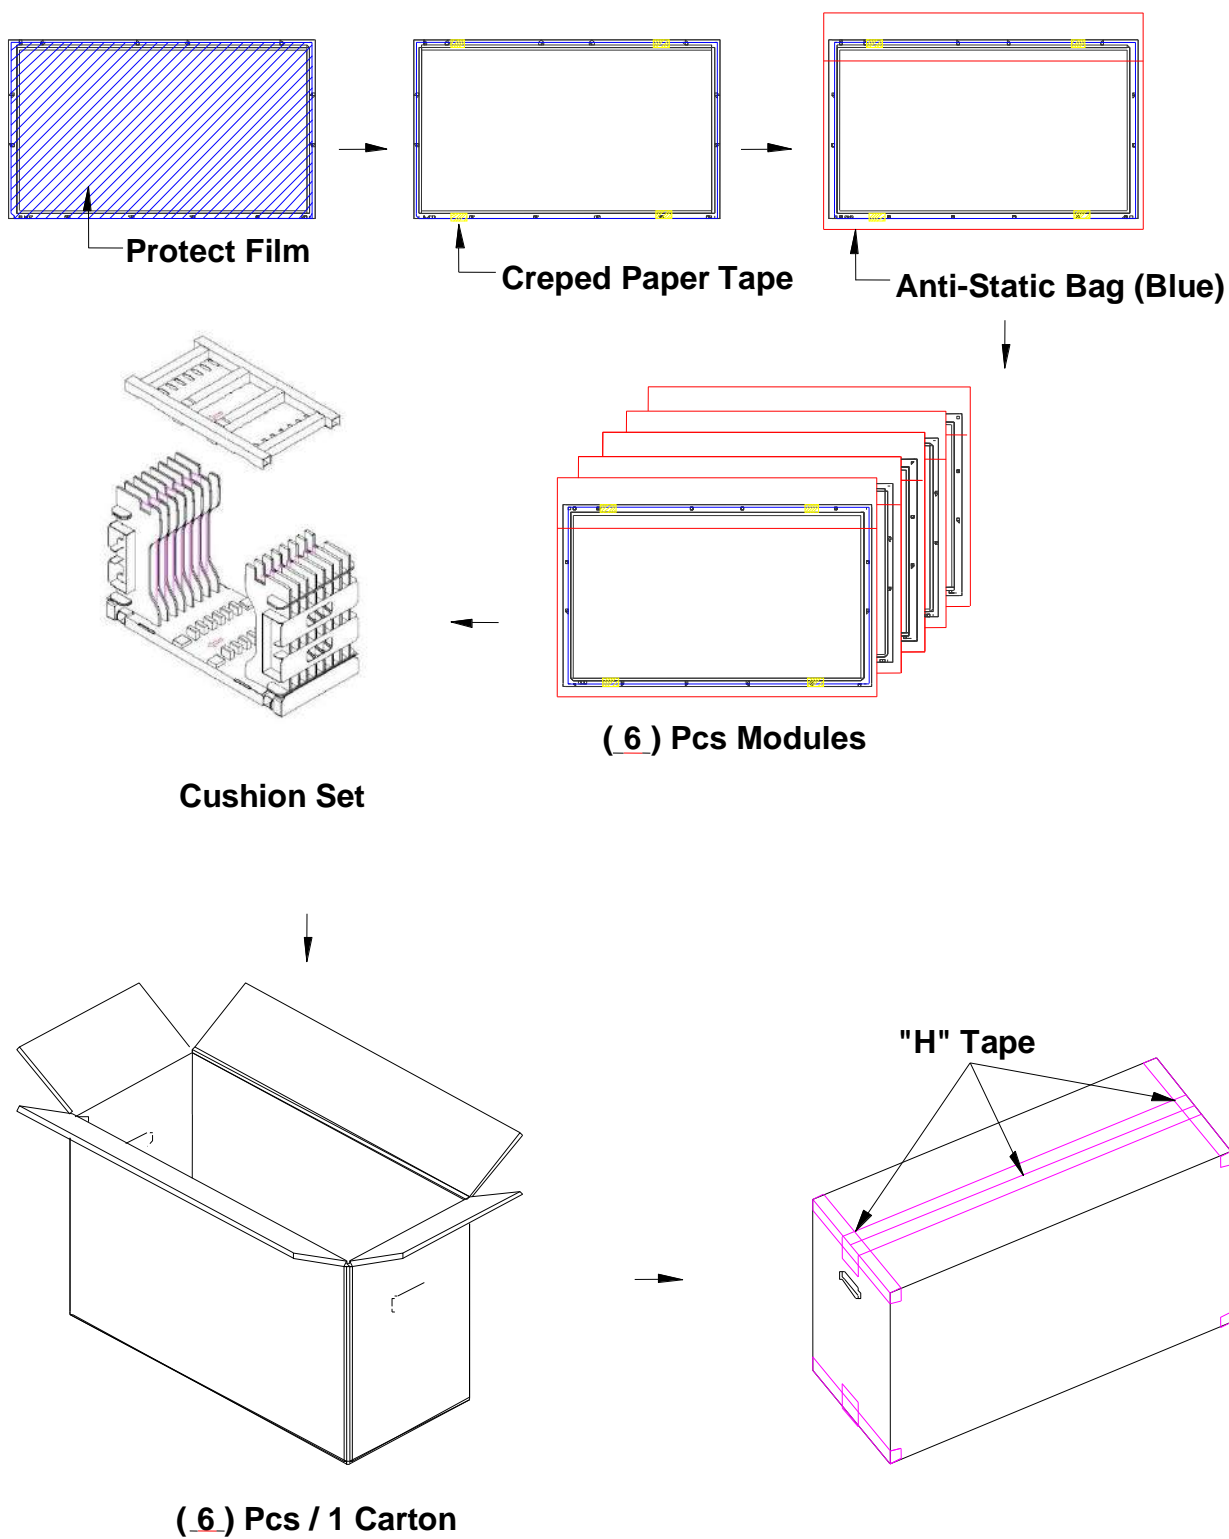 Protect Film
Creped Paper Tape
Anti-Static Bag (Blue)
( 6 ) Pcs Modules
Cushion Set
"H" Tape
( 6 ) Pcs / 1 Carton